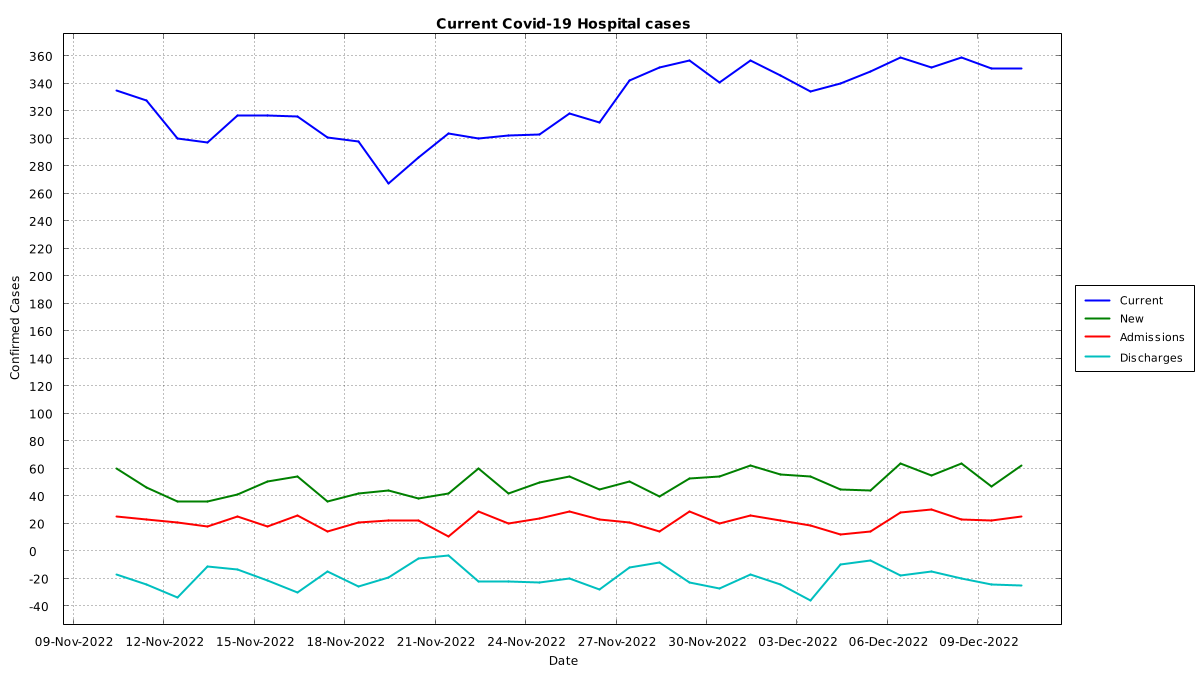 Current Covid-19 Hospital cases
360
340
320
300
280
260
240
220
200
180
160
140
120
100
80
60
40
20
0
-20
-40
Confirmed Cases
09-Nov-2022 12-Nov-2022 15-Nov-2022 18-Nov-2022 21-Nov-2022 24-Nov-2022 27-Nov-2022 30-Nov-2022 03-Dec-2022 06-Dec-2022 09-Dec-2022
Date
Current
New
Admissions
Discharges